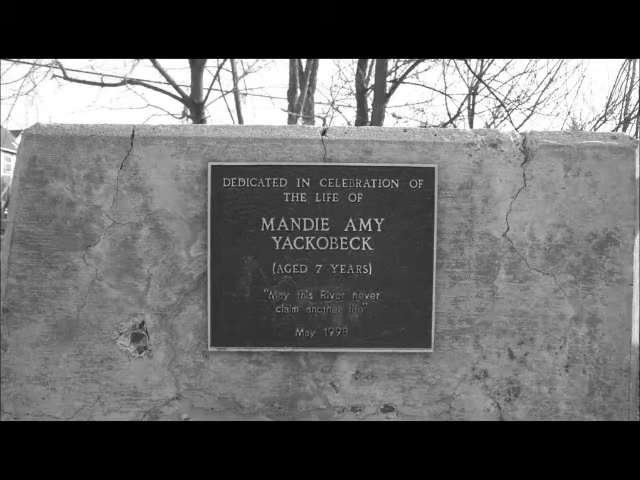 DEDICATED IN CELEBRATION OF
THE LIFE OF
MANDIE AMY
YACKOBECK
(AGED 7 YEARS)
"May this River never
claim another life"
May 1998